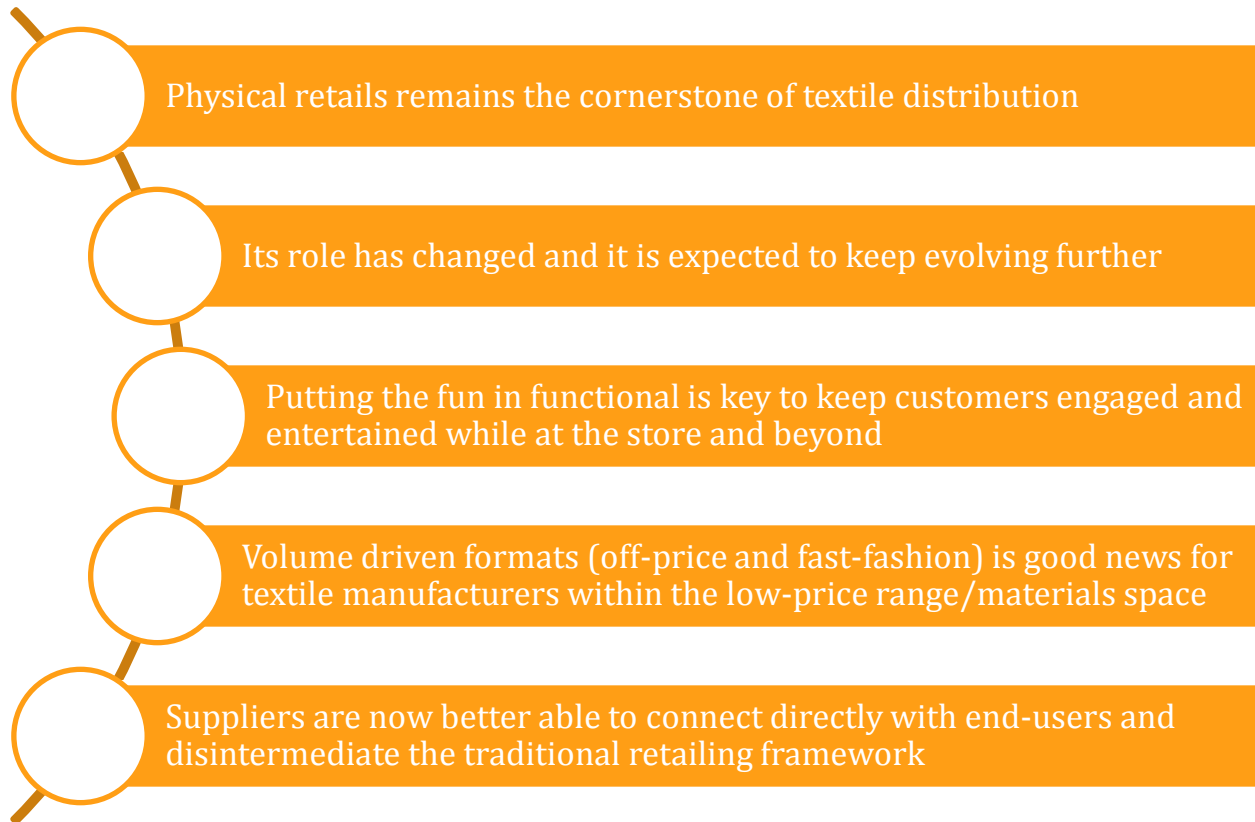 Physical retails remains the cornerstone of textile distribution
Its role has changed and it is expected to keep evolving further
Putting the fun in functional is key to keep customers engaged and
entertained while at the store and beyond
Volume driven formats (off-price and fast-fashion) is good news for
textile manufacturers within the low-price range/materials space
Suppliers are now better able to connect directly with end-users and
disintermediate the traditional retailing framework